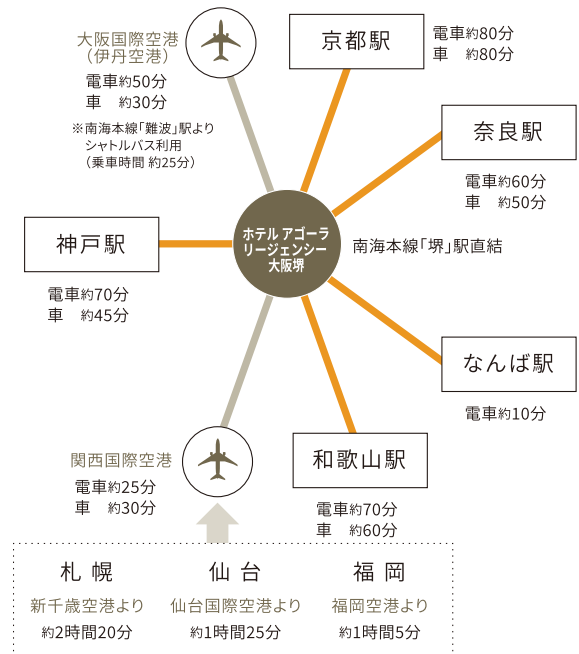 大阪国際空港
（伊丹空港）
電車約50分
車　約30分
※南海本線「難波」駅より
シャトルバス利用
（乗車時間 約25分）
京都駅
電車約80分
車　約80分
奈良駅
電車約60分
車　約50分
ホテル アゴーラ
リージェンシー
大阪堺
南海本線「堺」駅直結
神戸駅
電車約70分
車　約45分
なんば駅
電車約10分
関西国際空港
電車約25分
車　約30分
和歌山駅
電車約70分
車　約60分
札幌
新千歳空港より
約2時間20分
仙台
仙台国際空港より
約1時間25分
福岡
福岡空港より
約1時間5分